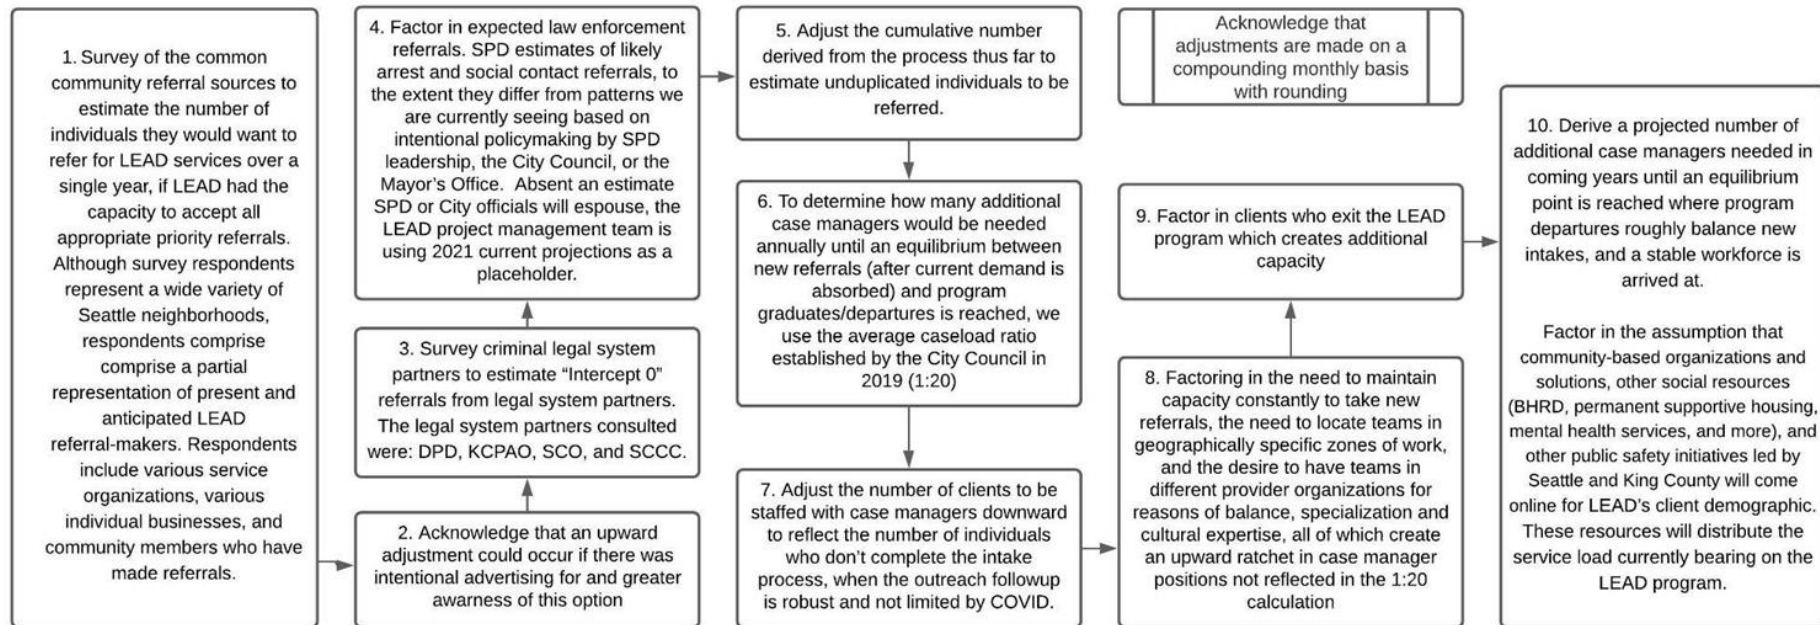 1. Survey of the common
community referral sources to
estimate the number of
individuals they would want to
refer for LEAD services over a
single year, if LEAD had the
capacity to accept all
appropriate priority referrals.
Although survey respondents
represent a wide variety of
Seattle neighborhoods,
respondents comprise
comprise a partial
representation of present and
anticipated LEAD
referral-makers. Respondents
include various service
organizations, various
individual businesses, and
community members who have
made referrals.
2. Acknowledge that an upward
adjustment could occur if there was
intentional advertising for and greater
awarness of this option
3. Survey criminal legal system
partners to estimate “Intercept 0”
referrals from legal system partners.
The legal system partners consulted
were: DPD, KCPAO, SCO, and SCCC.
4. Factor in expected law enforcement
referrals. SPD estimates of likely
arrest and social contact referrals, to
the extent they differ from patterns we
are currently seeing based on
intentional policymaking by SPD
leadership, the City Council, or the
Mayor’s Office. Absent an estimate
SPD or City officials will espouse, the
LEAD project management team is
using 2021 current projections as a
placeholder.
5. Adjust the cumulative number
derived from the process thus far to
estimate unduplicated individuals to be
referred.
6. To determine how many additional
case managers would be needed
annually until an equilibrium between
new referrals (after current demand is
absorbed) and program
graduates/departures is reached, we
use the average caseload ratio
established by the City Council in
2019 (1:20)
7. Adjust the number of clients to be
staffed with case managers downward
to reflect the number of individuals
who don’t complete the intake
process, when the outreach followup
is robust and not limited by COVID.
8. Factoring in the need to maintain
capacity constantly to take new
referrals, the need to locate teams in
geographically specific zones of work,
and the desire to have teams in
different provider organizations for
reasons of balance, specialization and
cultural expertise, all of which create
an upward ratchet in case manager
positions not reflected in the 1:20
calculation
9. Factor in clients who exit the LEAD
program which creates additional
capacity
Acknowledge that
adjustments are made on a
compounding monthly basis
with rounding
10. Derive a projected number of
additional case managers needed in
coming years until an equilibrium
point is reached where program
departures roughly balance new
intakes, and a stable workforce is
arrived at.
Factor in the assumption that
community-based organizations and
solutions, other social resources
(BHRD, permanent supportive housing,
mental health services, and more), and
other public safety initiatives led by
Seattle and King County will come
online for LEAD’s client demographic.
These resources will distribute the
service load currently bearing on the
LEAD program.